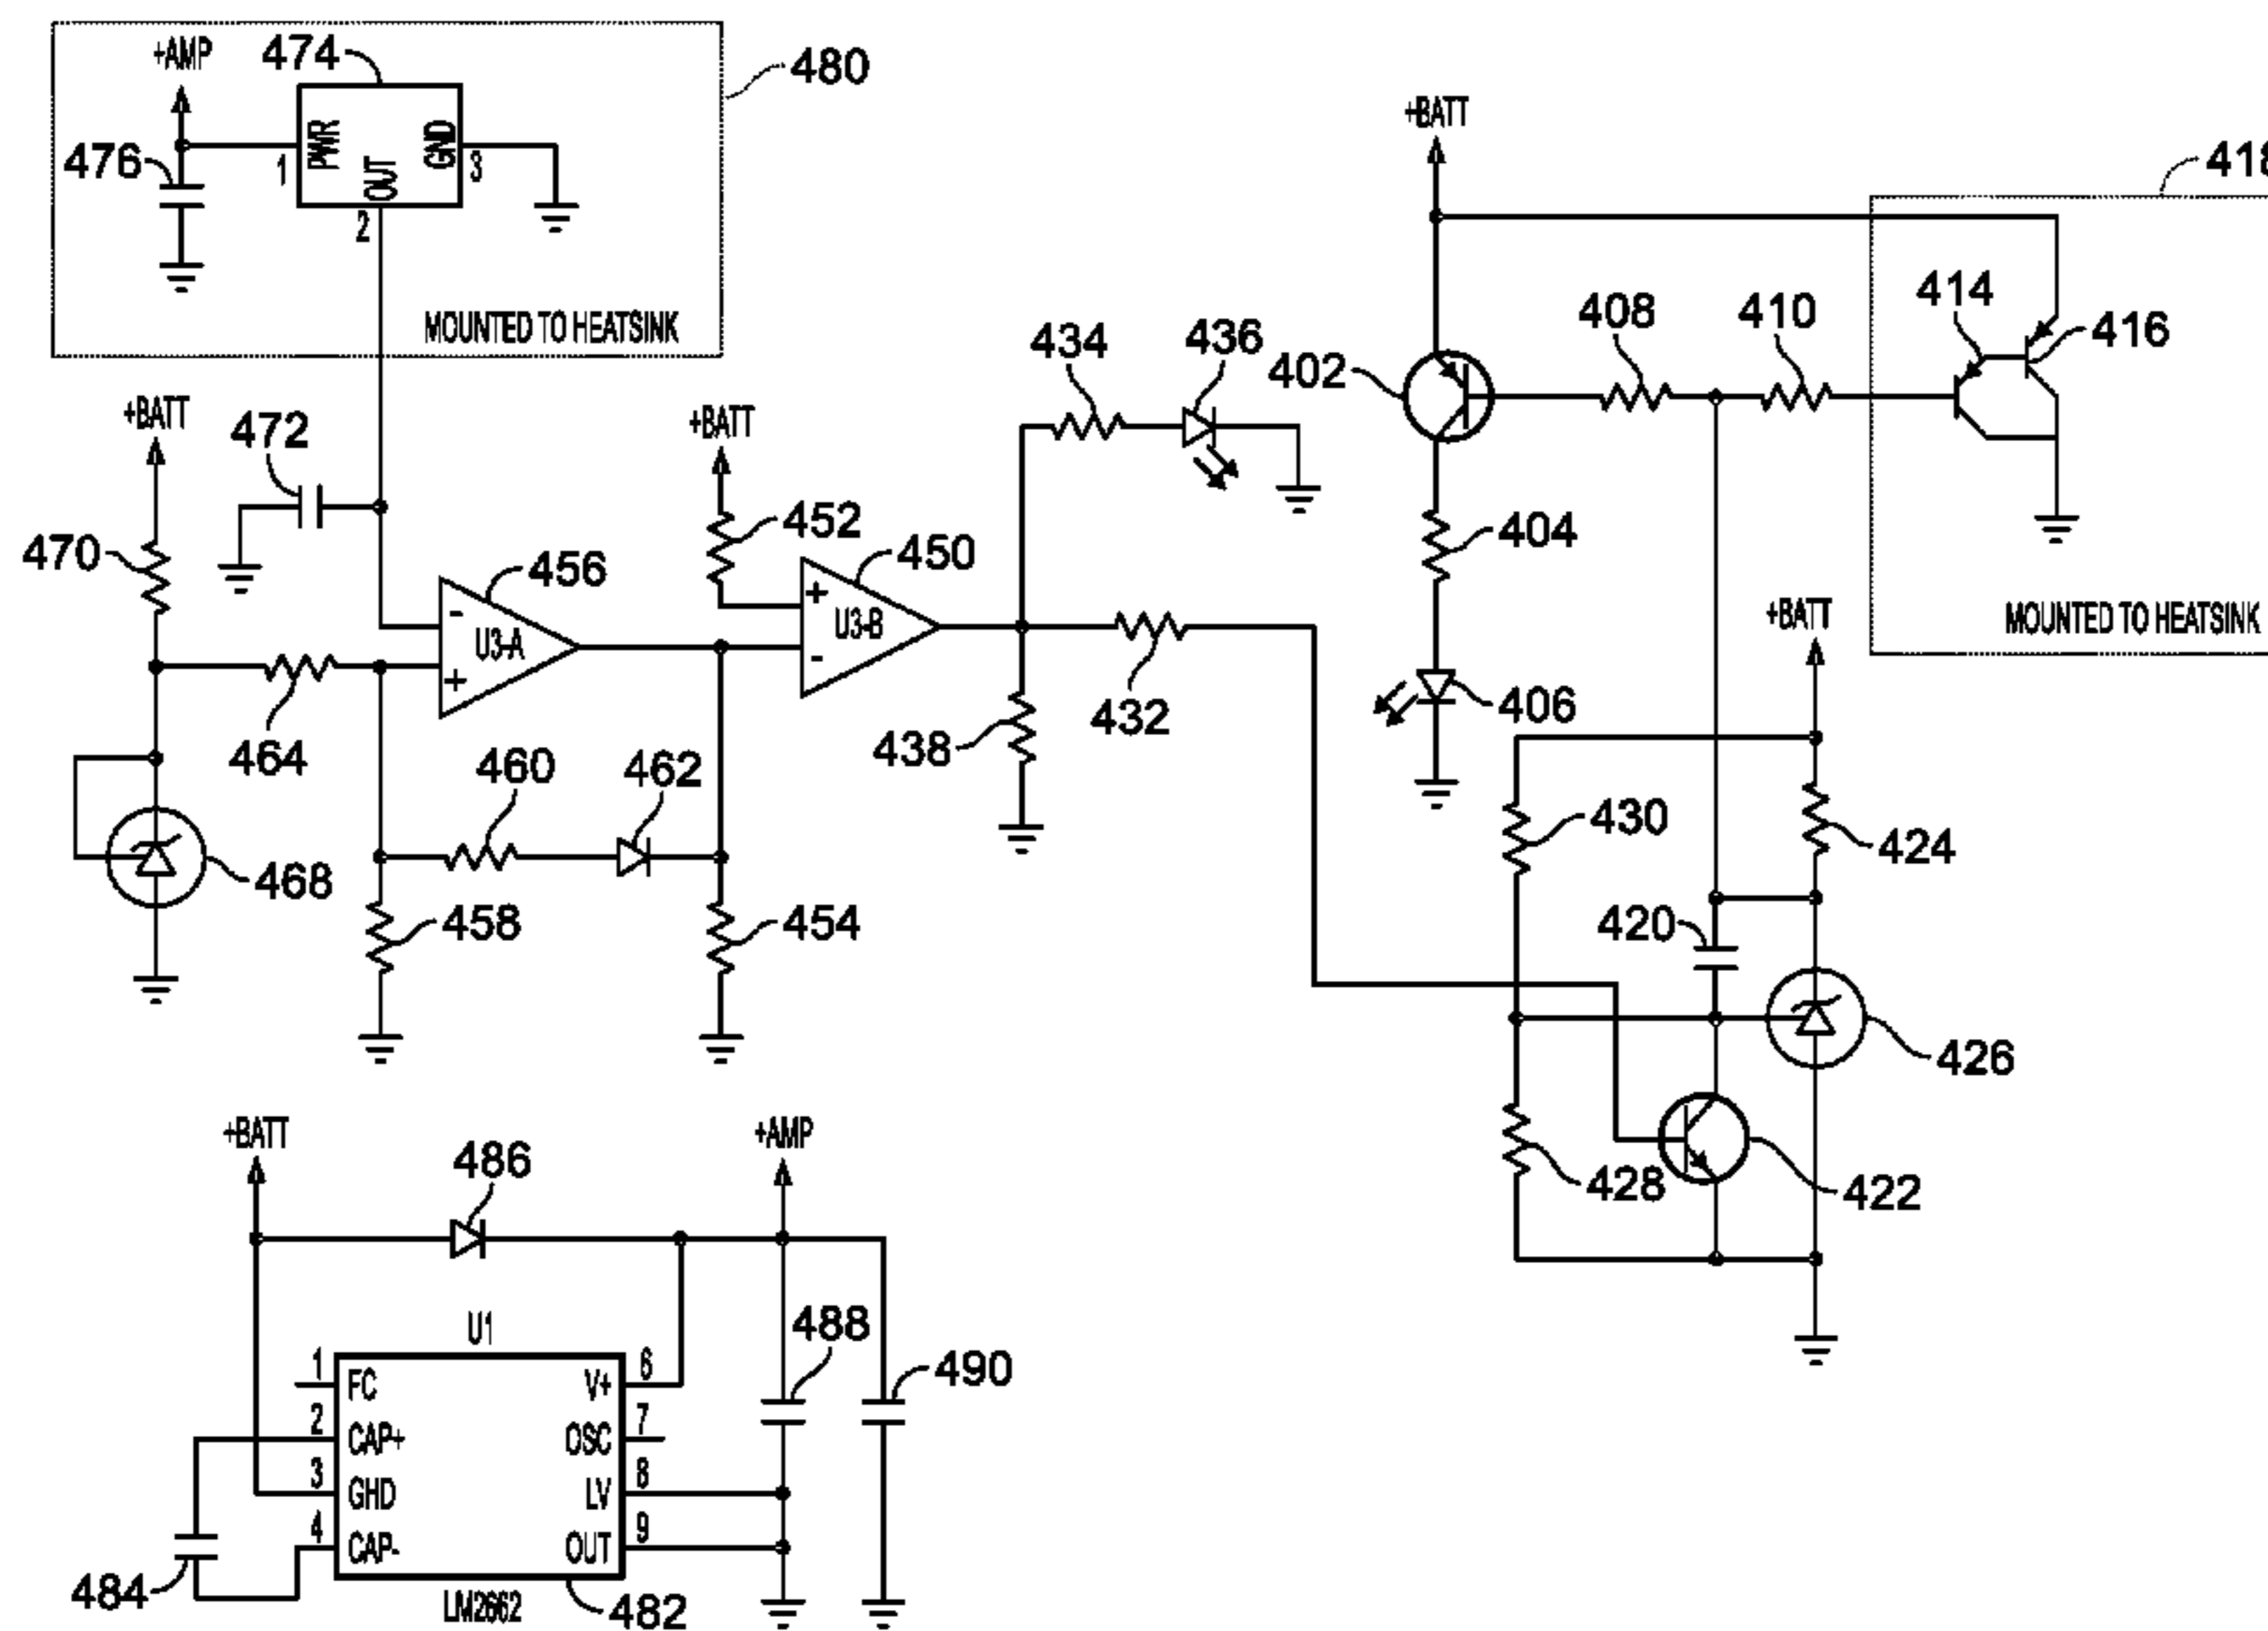 +AMP
474
480
476
1
PWR
OUT
GND
3
2
MOUNTED TO HEATSINK
+BATT
418
414
416
408
410
402
434
436
404
406
MOUNTED TO HEATSINK
+BATT
472
+BATT
452
450
470
456
-
U3-A
+
+
U3-B
-
464
460
462
438
432
468
458
454
+BATT
430
424
420
426
428
422
+BATT
486
+AMP
U1
488
490
1
FC
V+
6
2
CAP+
OSC
7
3
GHD
LV
8
4
CAP-
OUT
9
484
LM2662
482